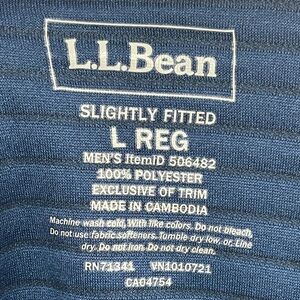 L.L.Bean
SLIGHTLY FITTED
L REG
MEN'S ItemID 506482
100% POLYESTER
EXCLUSIVE OF TRIM
MADE IN CAMBODIA
Machine wash cold, With like colors. Do not bleach.
Do not use fabric softeners. Tumble dry low, or, Line
dry. Do not iron. Do not dry clean.
RN71341 VN1010721
CA04754